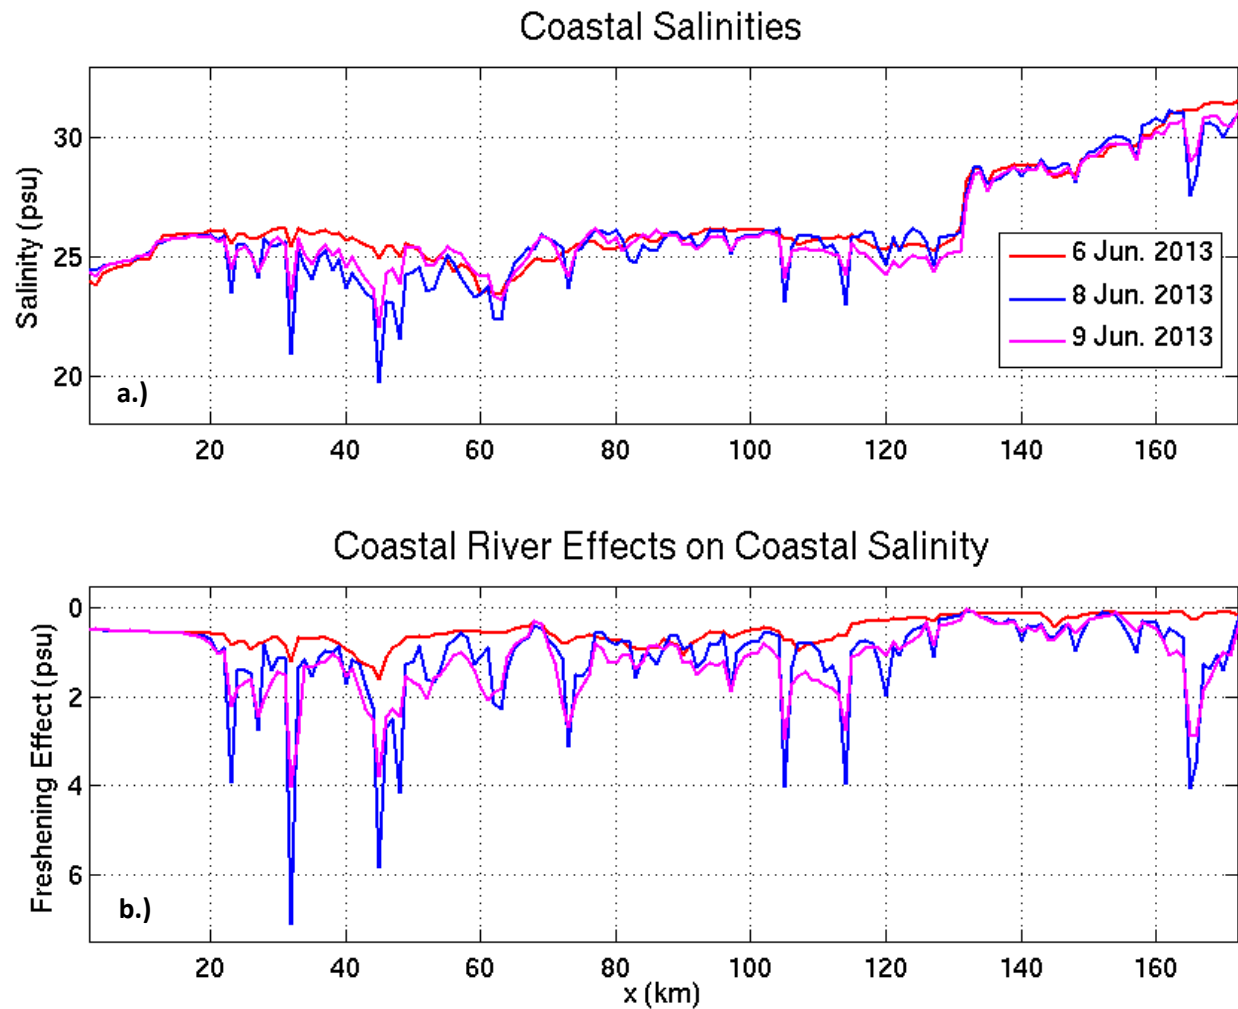 Coastal Salinities
Salinity (psu)
30
25
20
6 Jun. 2013
8 Jun. 2013
9 Jun. 2013
a.)
20 40 60 80 100 120 140 160
Coastal River Effects on Coastal Salinity
Freshening Effect (psu)
0
2
4
6
b.)
20 40 60 80 100 120 140 160
x (km)